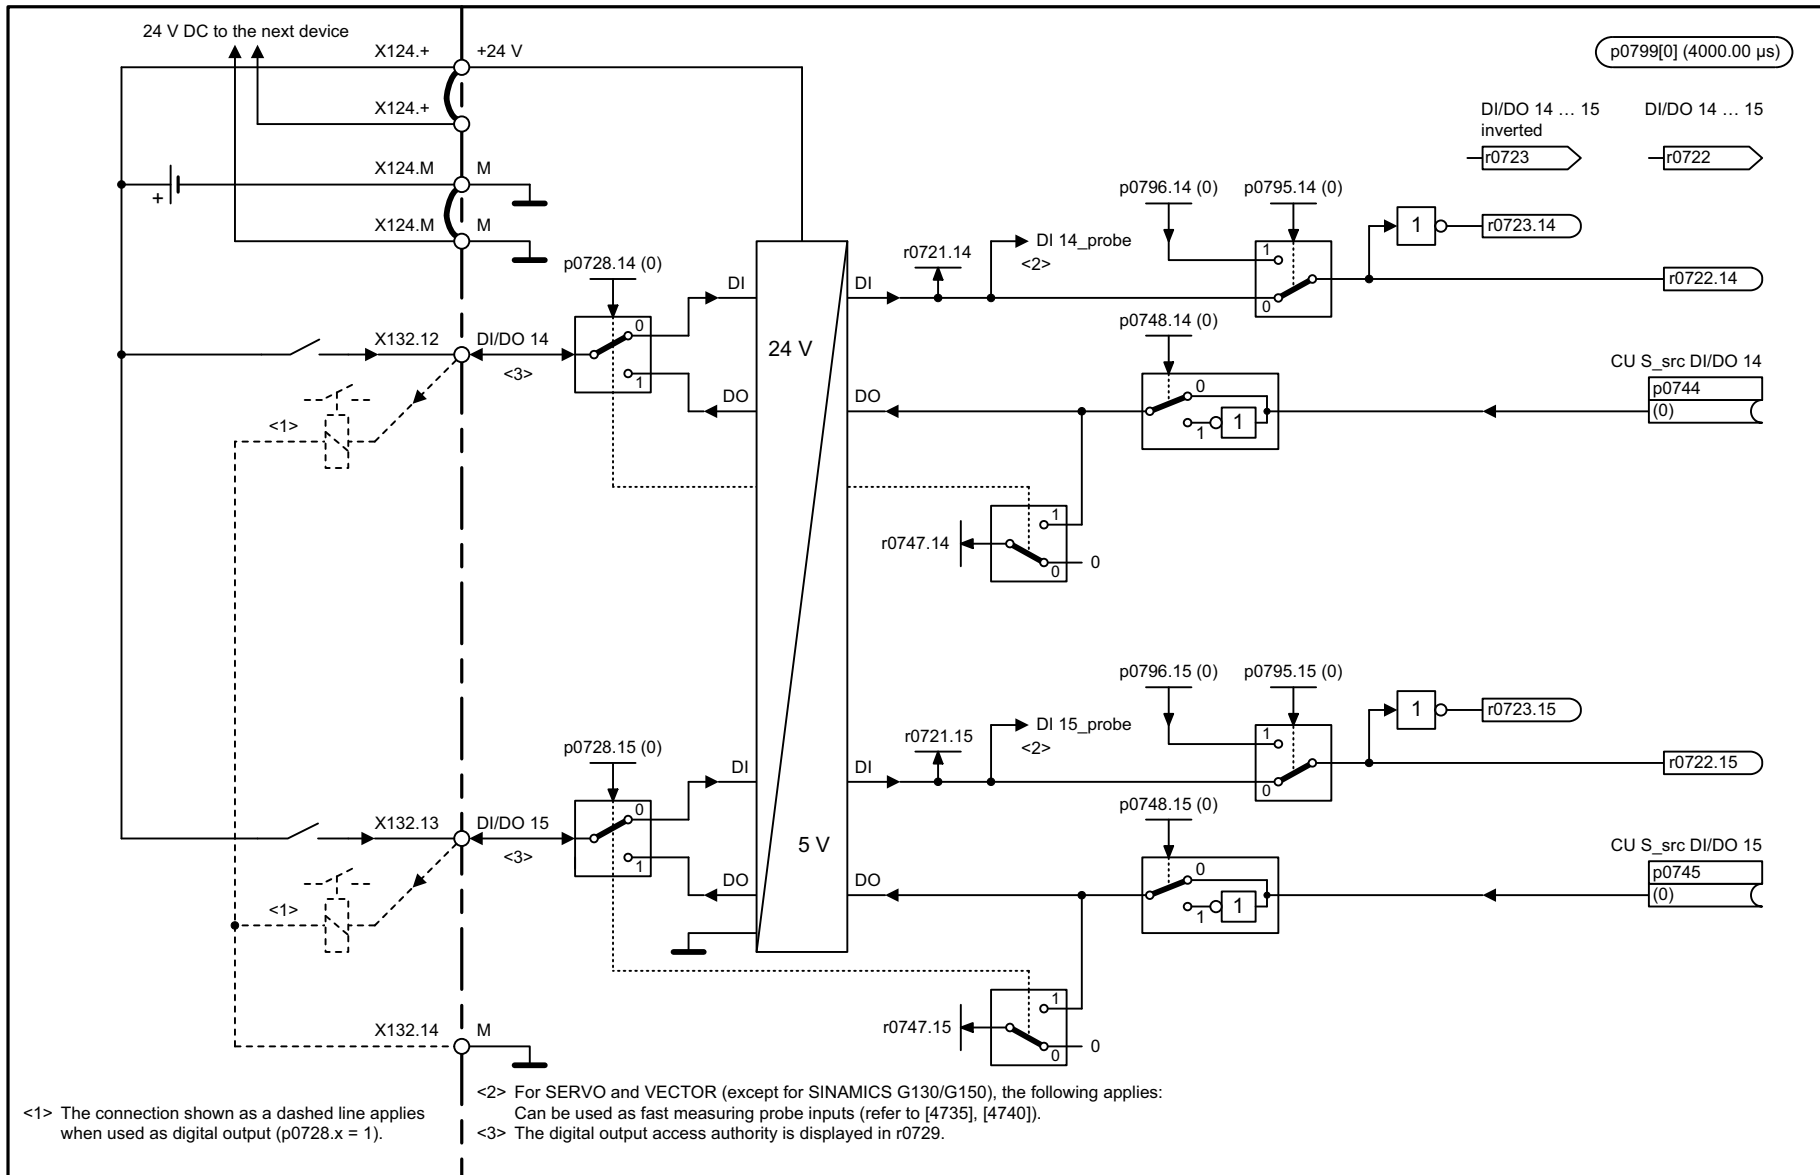 24 V DC to the next device
X124.+
+24 V
p0799[0] (4000.00 µs)
X124.+
DI/DO 14 … 15
inverted
DI/DO 14 … 15
r0723
r0722
X124.M
M
+
X124.M
M
p0796.14 (0)
p0795.14 (0)
1
r0723.14
DI 14_probe
<2>
r0721.14
1
0
r0722.14
p0728.14 (0)
DI
DI
X132.12
DI/DO 14
<3>
0
1
24 V
p0748.14 (0)
CU S_src DI/DO 14
p0744
(0)
DO
DO
0
1
1
<1>
r0747.14
1
0
0
p0796.15 (0)
p0795.15 (0)
1
r0723.15
DI 15_probe
<2>
r0721.15
1
0
r0722.15
p0728.15 (0)
DI
DI
X132.13
DI/DO 15
<3>
0
1
5 V
p0748.15 (0)
CU S_src DI/DO 15
p0745
(0)
DO
DO
0
1
1
<1>
r0747.15
1
0
0
X132.14
M
<1> The connection shown as a dashed line applies
when used as digital output (p0728.x = 1).
<2> For SERVO and VECTOR (except for SINAMICS G130/G150), the following applies:
Can be used as fast measuring probe inputs (refer to [4735], [4740]).
<3> The digital output access authority is displayed in r0729.